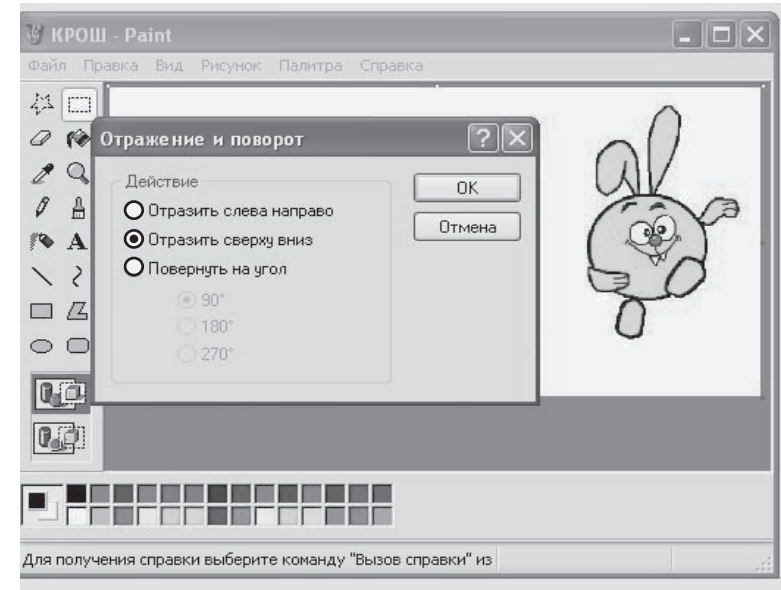 КРОШ - Paint
Файл Правка Вид Рисунок Палитра Справка
Отражение и поворот
Действие
Отразить слева направо
Отразить сверху вниз
Повернуть на угол
90°
180°
270°
OK
Отмена
Для получения справки выберите команду "Вызов справки" из